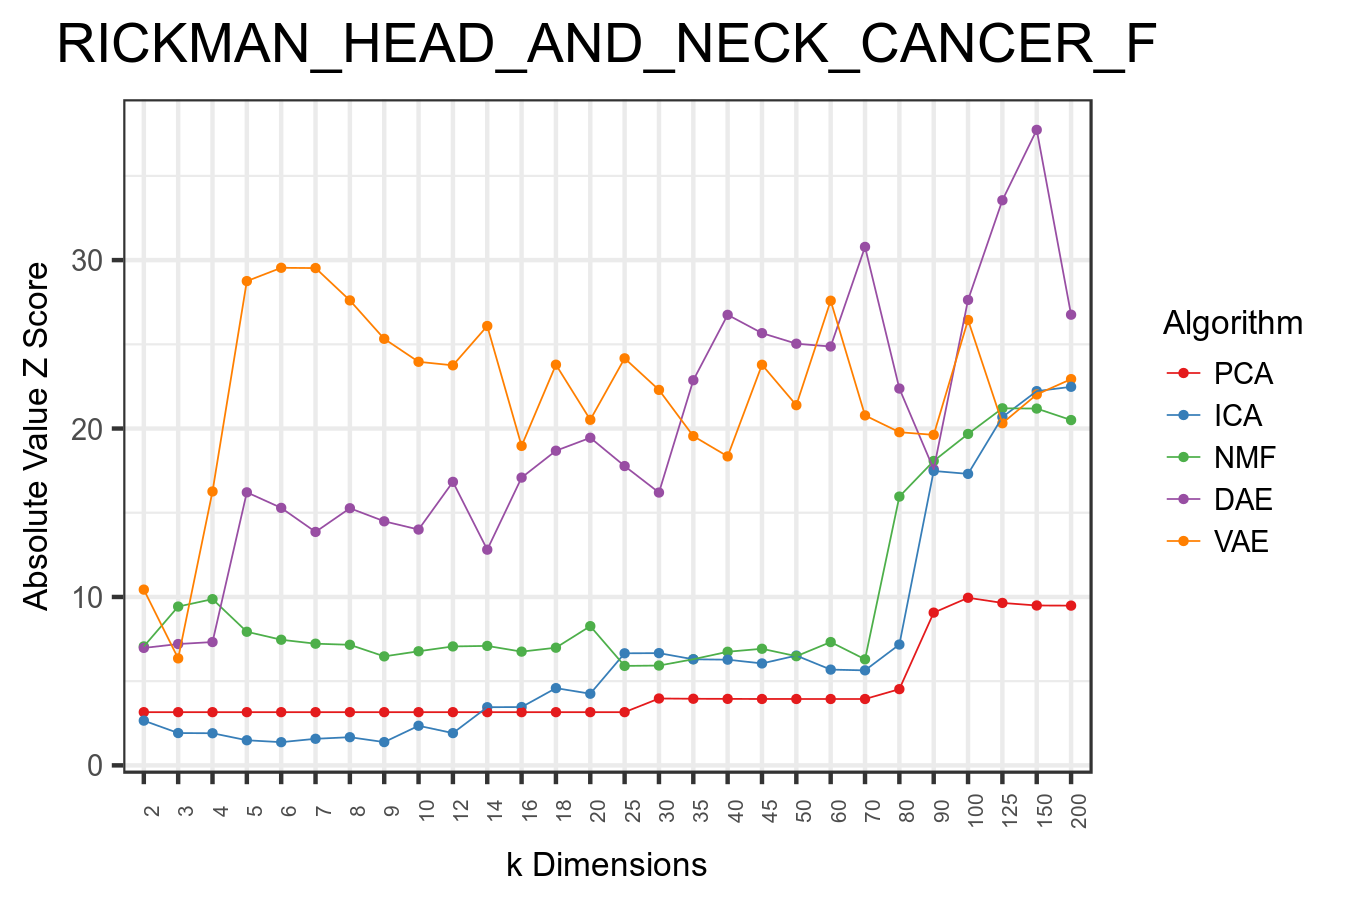 RICKMAN_HEAD_AND_NECK_CANCER_F
Absolute Value Z Score
30
20
10
0
2 3 4 5 6 7 8 9 10 12 14 16 18 20 25 30 35 40 45 50 60 70 80 90 100 125 150 200
k Dimensions
Algorithm
PCA
ICA
NMF
DAE
VAE